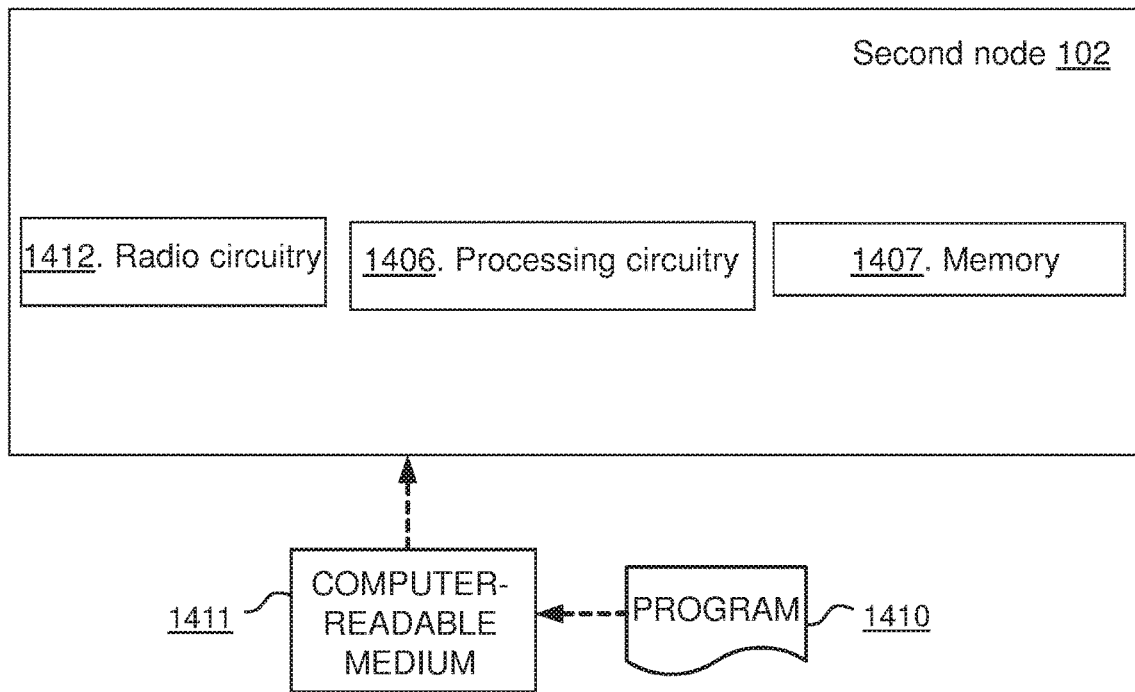 Second node 102
1412. Radio circuitry
1406. Processing circuitry
1407. Memory
1411
COMPUTER-
READABLE
MEDIUM
PROGRAM
1410